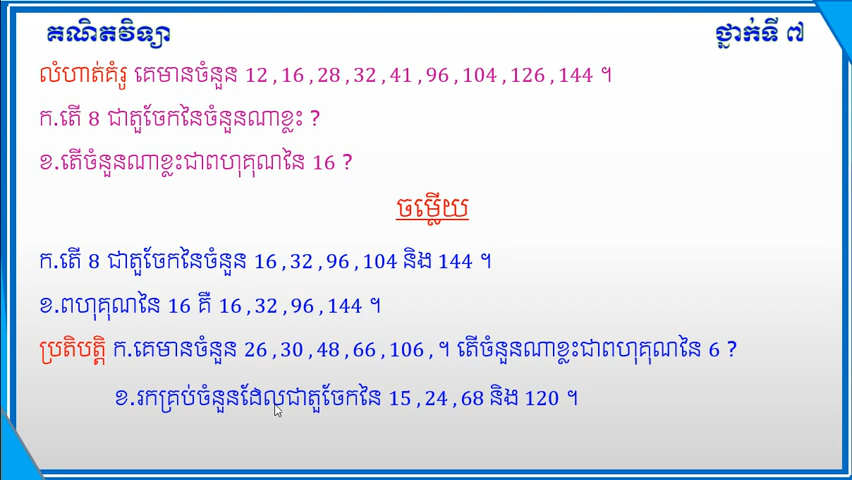 គណិតវិទ្យា ថ្នាក់ទី ៧
លំហាត់គំរូ គេមានចំនួន 12 , 16 , 28 , 32 , 41 , 96 , 104 , 126 , 144 ។
ក.តើ 8 ជាតួចែកនៃចំនួនណាខ្លះ ?
ខ.តើចំនួនណាខ្លះជាពហុគុណនៃ 16 ?
ចម្លើយ
ក.តើ 8 ជាតួចែកនៃចំនួន 16 , 32 , 96 , 104 និង 144 ។
ខ.ពហុគុណនៃ 16 គឺ 16 , 32 , 96 , 144 ។
ប្រតិបត្តិ ក.គេមានចំនួន 26 , 30 , 48 , 66 , 106 , ។ តើចំនួនណាខ្លះជាពហុគុណនៃ 6 ?
ខ.រកគ្រប់ចំនួនដែលជាតួចែកនៃ 15 , 24 , 68 និង 120 ។